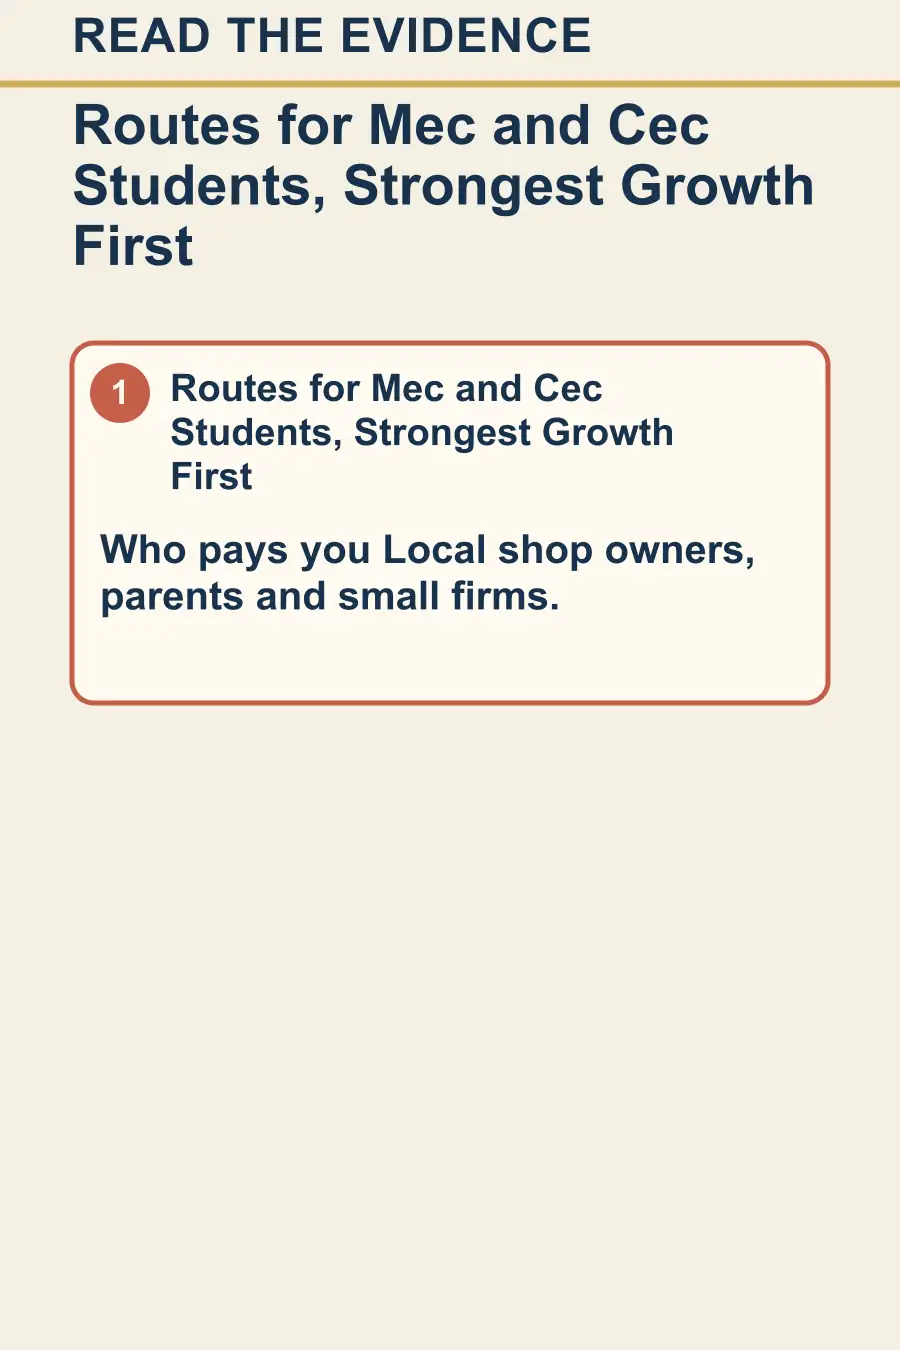 READ THE EVIDENCE
Routes for Mec and Cec
Students, Strongest Growth
First
1
Routes for Mec and Cec
Students, Strongest Growth
First
Who pays you Local shop owners,
parents and small firms.